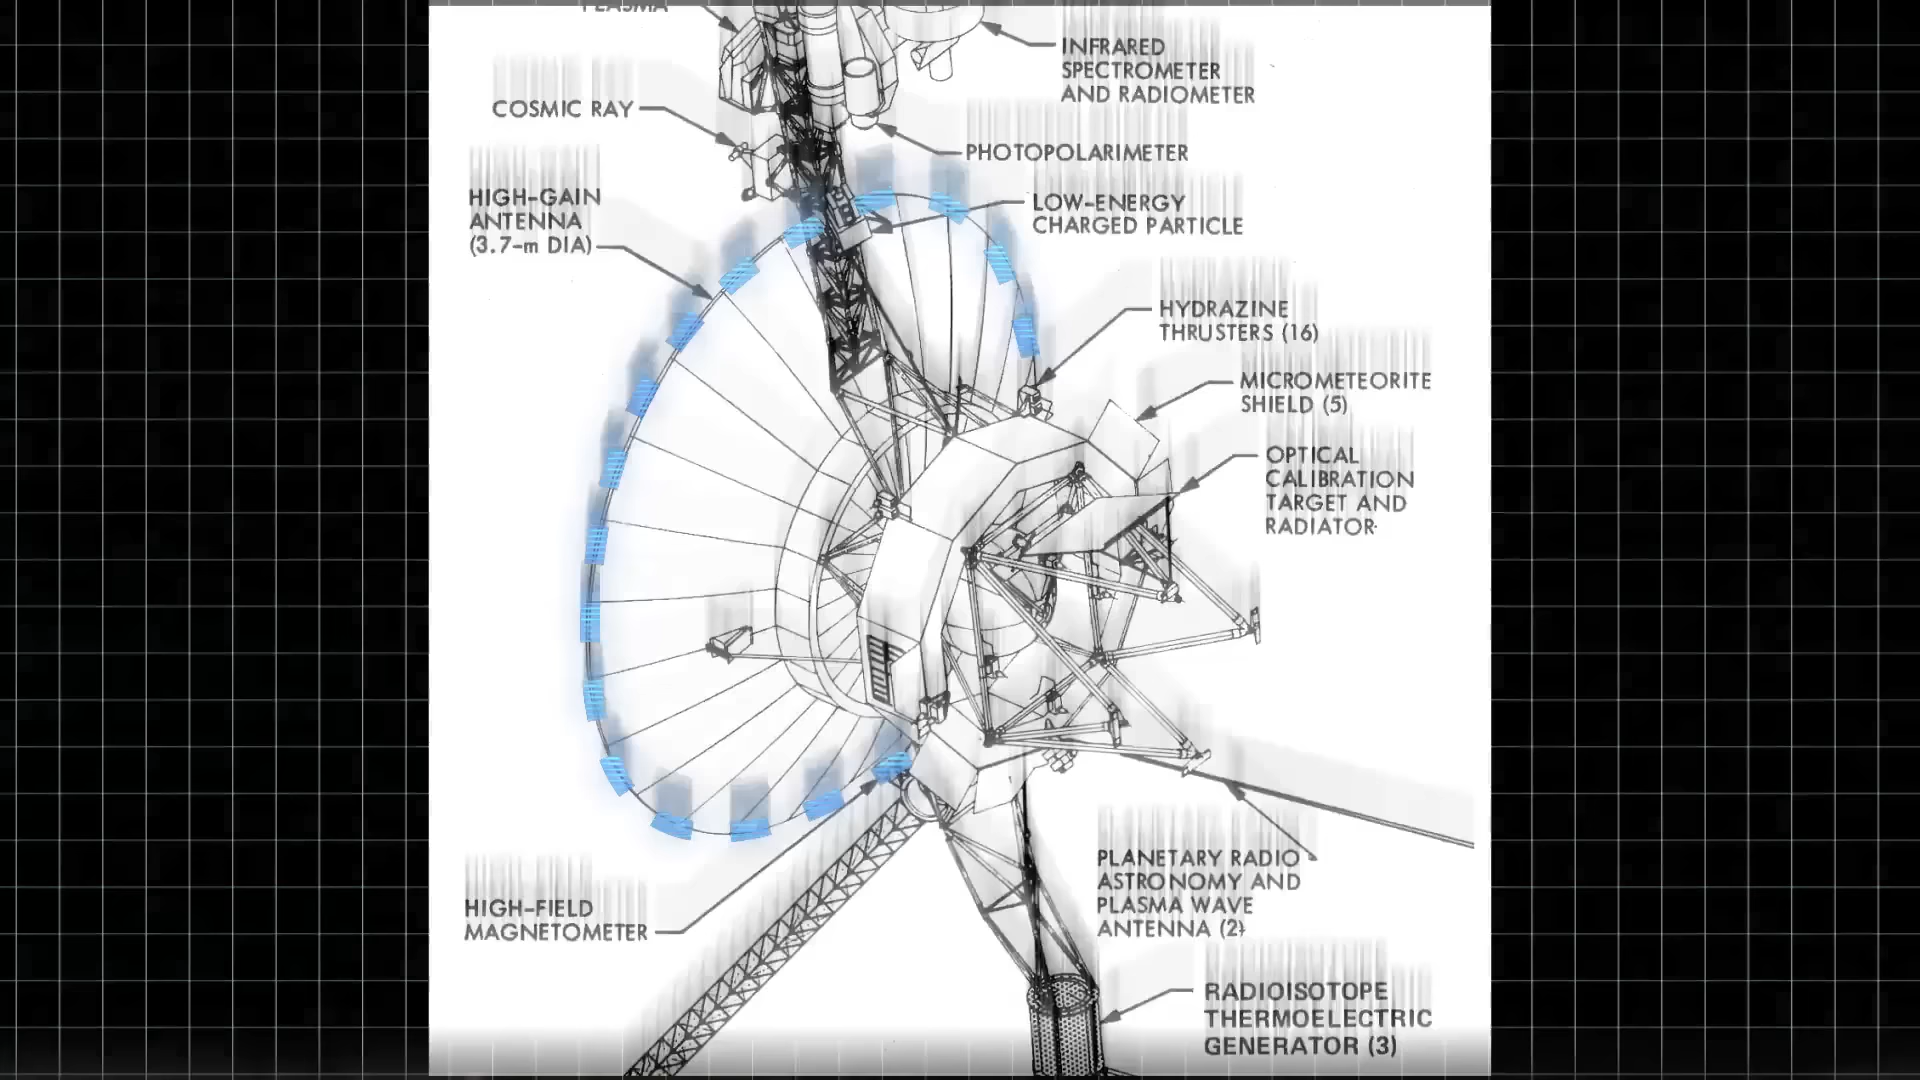 PLASMA
INFRARED
SPECTROMETER
AND RADIOMETER
COSMIC RAY
PHOTOPOLARIMETER
HIGH-GAIN
ANTENNA
(3.7-m DIA)
LOW-ENERGY
CHARGED PARTICLE
HYDRAZINE
THRUSTERS (16)
MICROMETEORITE
SHIELD (5)
OPTICAL
CALIBRATION
TARGET AND
RADIATOR
HIGH-FIELD
MAGNETOMETER
PLANETARY RADIO
ASTRONOMY AND
PLASMA WAVE
ANTENNA (2)
RADIOISOTOPE
THERMOELECTRIC
GENERATOR (3)